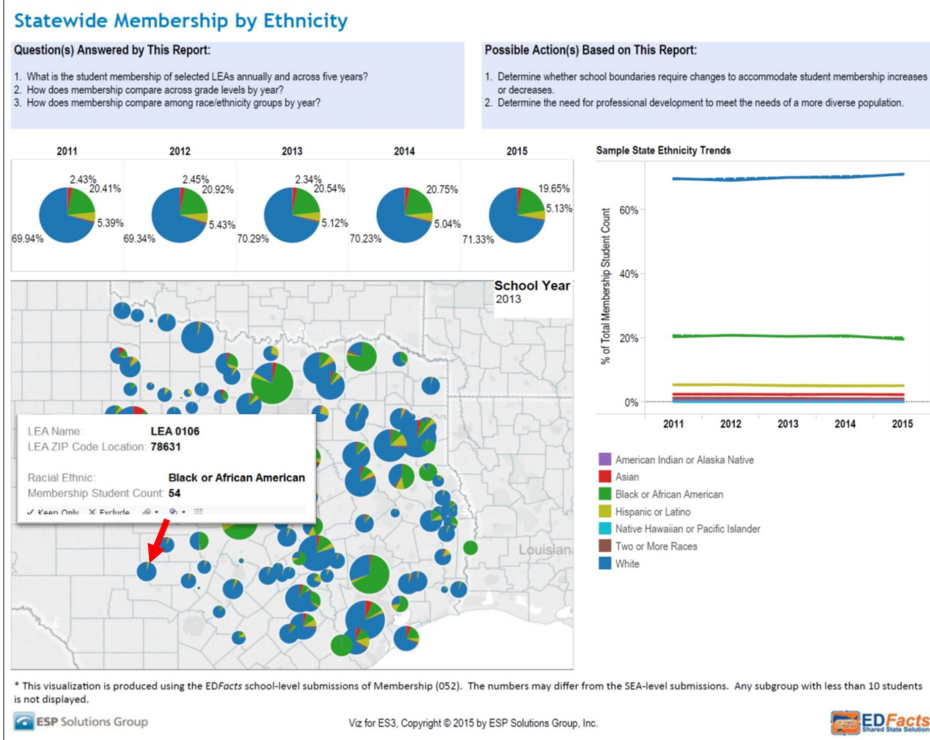 Statewide Membership by Ethnicity
Question(s) Answered by This Report:
1. What is the student membership of selected LEAs annually and across five years?
2. How does membership compare across grade levels by year?
3. How does membership compare among race/ethnicity groups by year?
Possible Action(s) Based on This Report:
1. Determine whether school boundaries require changes to accommodate student membership increases
or decreases.
2. Determine the need for professional development to meet the needs of a more diverse population.
2011
2012
2013
2014
2015
2.43%
20.41%
5.39%
69.94%
2.45%
20.92%
5.43%
69.34%
2.34%
20.54%
5.12%
70.29%
20.75%
5.04%
70.23%
19.65%
5.13%
71.33%
Sample State Ethnicity Trends
% of Total Membership Student Count
60%
40%
20%
0%
2011
2012
2013
2014
2015
American Indian or Alaska Native
Asian
Black or African American
Hispanic or Latino
Native Hawaiian or Pacific Islander
Two or More Races
White
School Year
2013
LEA Name: LEA 0106
LEA ZIP Code Location: 78631
Racial Ethnic: Black or African American
Membership Student Count: 54
Keep Only Exclude
Louisian
* This visualization is produced using the EDFacts school-level submissions of Membership (052). The numbers may differ from the SEA-level submissions. Any subgroup with less than 10 students
is not displayed.
ESP Solutions Group
Viz for ES3, Copyright © 2015 by ESP Solutions Group, Inc.
EDFacts
Shared State Solution